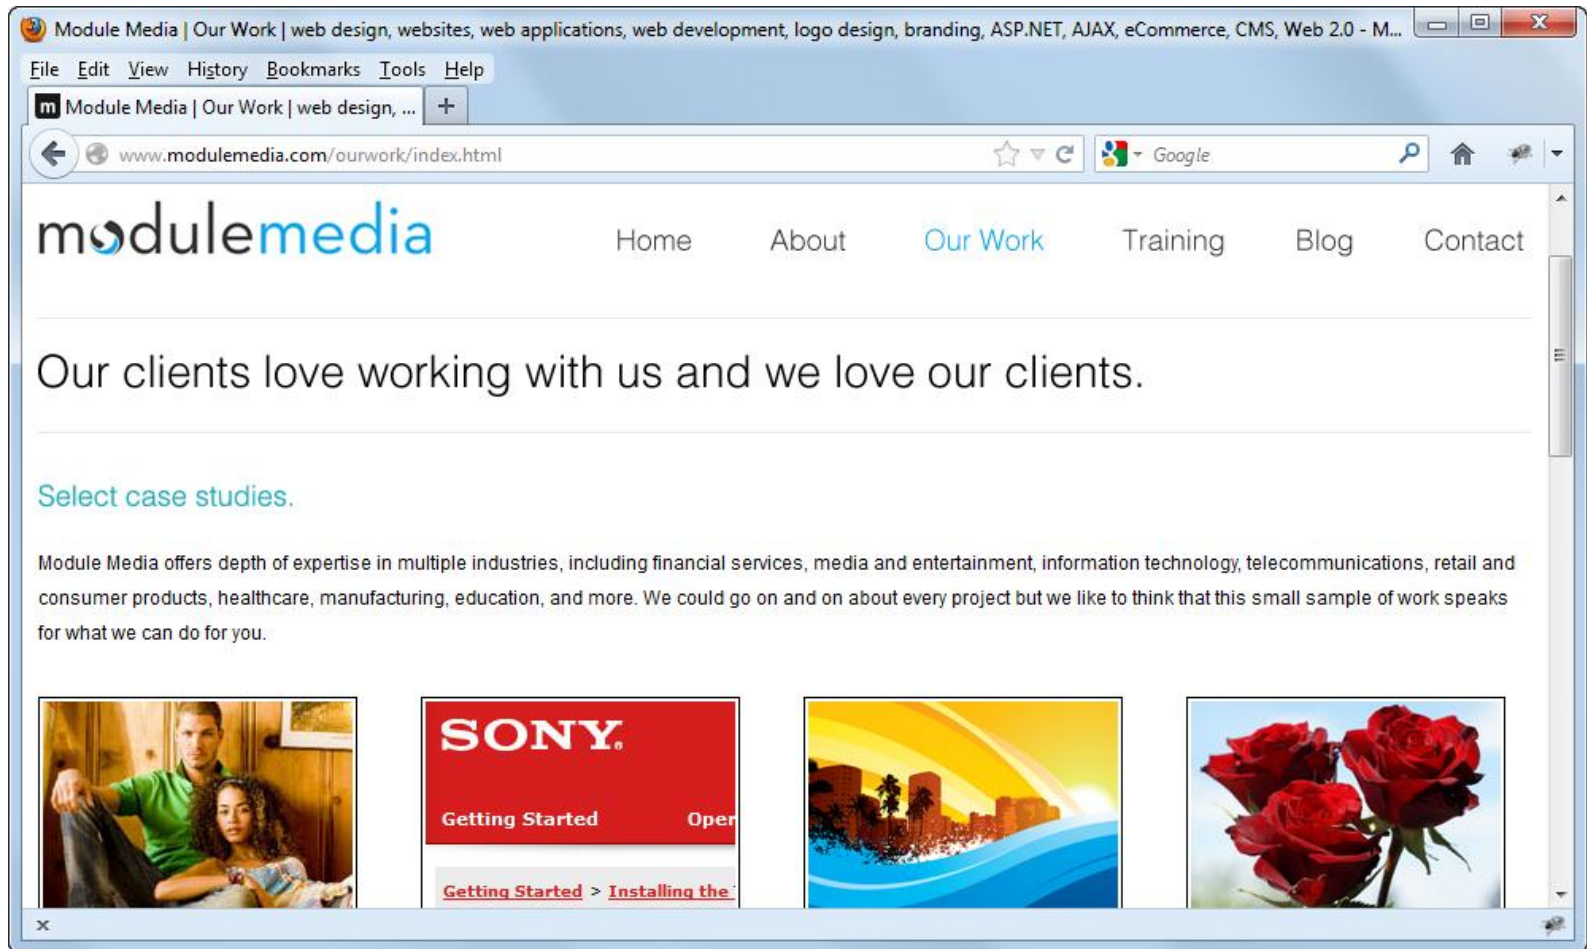 Module Media | Our Work | web design, websites, web applications, web development, logo design, branding, ASP.NET, AJAX, eCommerce, CMS, Web 2.0 - M...
File Edit View History Bookmarks Tools Help
m Module Media | Our Work | web design, ... +
www.modulemedia.com/ourwork/index.html Google
modulemedia Home About Our Work Training Blog Contact
Our clients love working with us and we love our clients.
Select case studies.
Module Media offers depth of expertise in multiple industries, including financial services, media and entertainment, information technology, telecommunications, retail and
consumer products, healthcare, manufacturing, education, and more. We could go on and on about every project but we like to think that this small sample of work speaks
for what we can do for you.
SONY
Getting Started Oper
Getting Started > Installing the